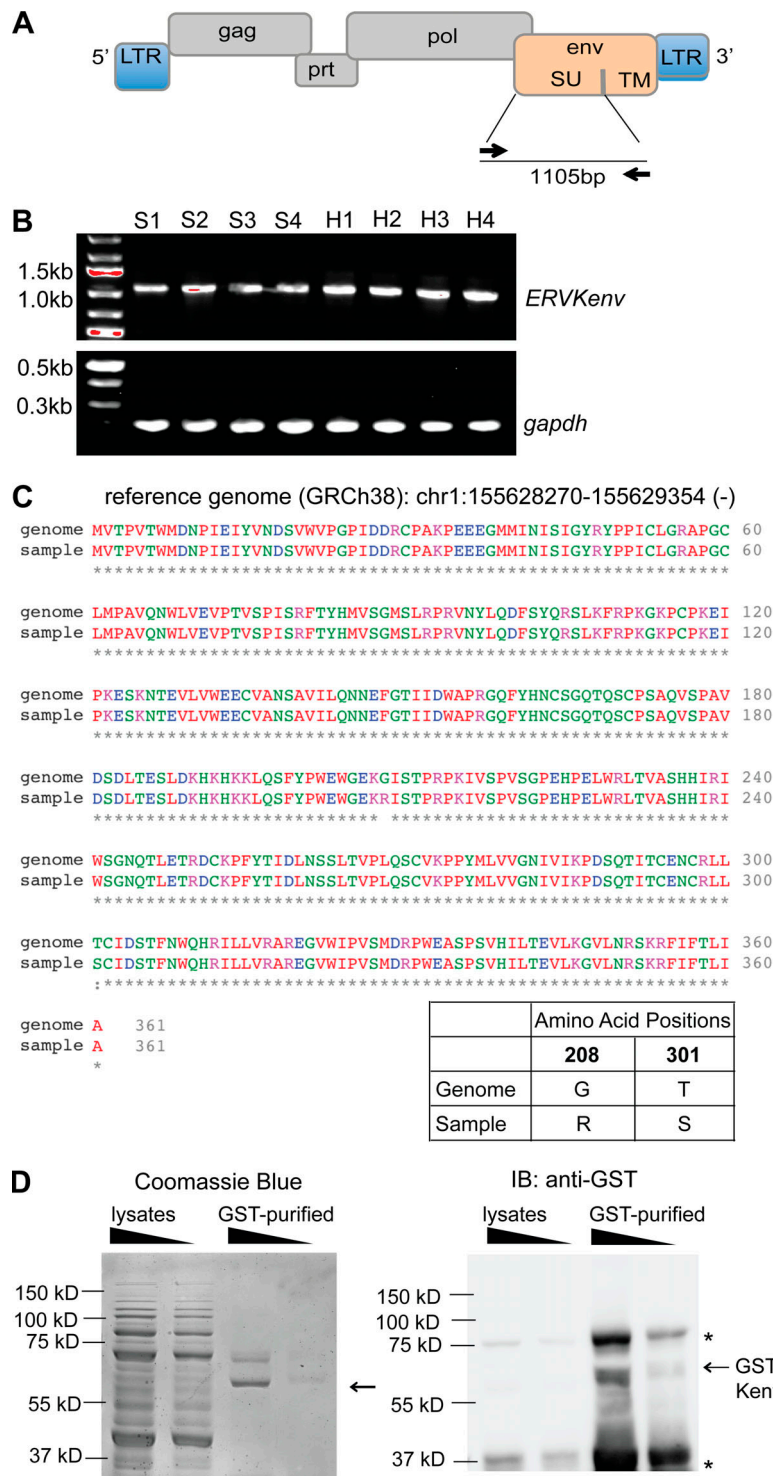 A
5’ LTR gag prt pol env SU TM LTR 3’
1105bp
B
S1 S2 S3 S4 H1 H2 H3 H4
1.5kb
1.0kb
ERVKenv
0.5kb
0.3kb
gapdh
C
reference genome (GRCh38): chr1:155628270-155629354 (-)
genome MVTPVTWMDNPIEIYVNDSVWVPGPIDDRCPAKPEEEGMMINISIGYRYPPICLGRAPGC 60
sample MVTPVTWMDNPIEIYVNDSVWVPGPIDDRCPAKPEEEGMMINISIGYRYPPICLGRAPGC 60
************************************************************
genome LMPAVQNWLVEVPTVSPISRFTYHMVSGMSLRPRVNYLQDFSYQRSLKFRPKGKPCPKEI 120
sample LMPAVQNWLVEVPTVSPISRFTYHMVSGMSLRPRVNYLQDFSYQRSLKFRPKGKPCPKEI 120
************************************************************
genome PKESKNTEVLVWEECVANSAVILQNNEFGTIIDWAPRGQFYHNCSGQTQSCPSAQVSPAV 180
sample PKESKNTEVLVWEECVANSAVILQNNEFGTIIDWAPRGQFYHNCSGQTQSCPSAQVSPAV 180
************************************************************
genome DSDLTESLDKHKHKKLQSFYPWEWGEKGISTPRPKIVSPVSGPEHPELWRLTVASHHIRI 240
sample DSDLTESLDKHKHKKLQSFYPWEWGEKRISTPRPKIVSPVSGPEHPELWRLTVASHHIRI 240
*************************** ********************************
genome WSGNQTLETRDCKPFYTIDLNSSLTVPLQSCVKPPYMLVVGNIVIKPDSQTITCENCRLL 300
sample WSGNQTLETRDCKPFYTIDLNSSLTVPLQSCVKPPYMLVVGNIVIKPDSQTITCENCRLL 300
************************************************************
genome TCIDSTFNWQHRILLVRAREGVWIPVSMDRPWEASPSVHILTEVLKGVLNRSKRFIFTLI 360
sample SCIDSTFNWQHRILLVRAREGVWIPVSMDRPWEASPSVHILTEVLKGVLNRSKRFIFTLI 360
:***********************************************************
genome A 361
sample A 361
*
Amino Acid Positions
208 301
Genome G T
Sample R S
D
Coomassie Blue
lysates GST-purified
150 kD
100 kD
75 kD
55 kD
37 kD
IB: anti-GST
lysates GST-purified
150 kD
100 kD
75 kD
*
GST
Ken
55 kD
37 kD
*